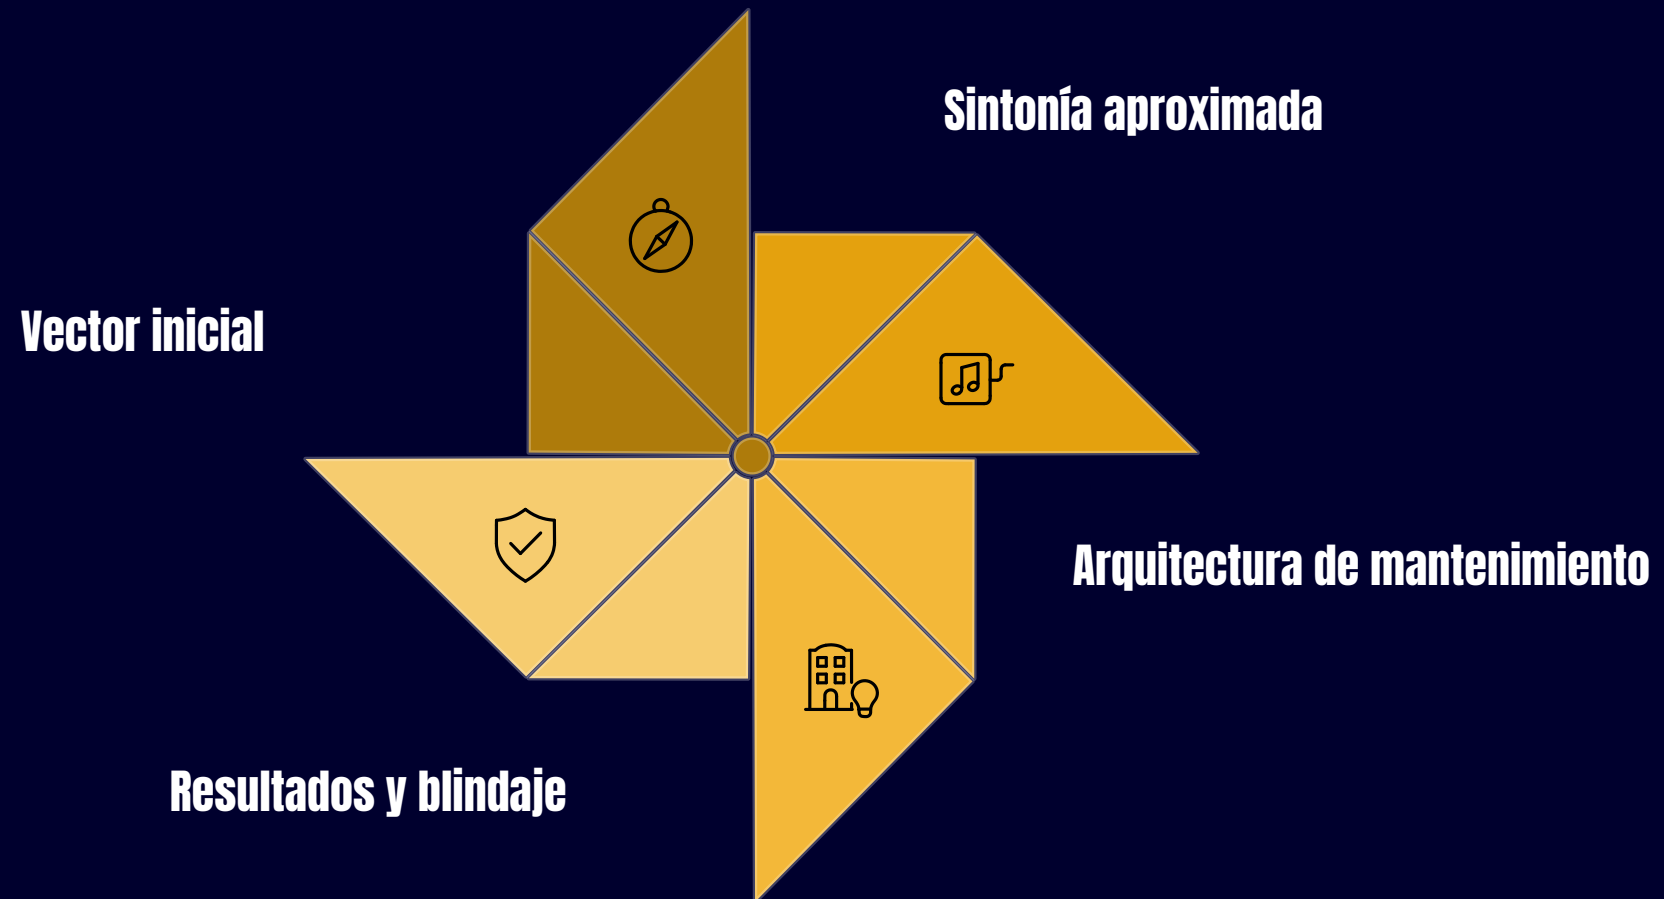 Sintonía aproximada
Vector inicial
Arquitectura de mantenimiento
Resultados y blindaje